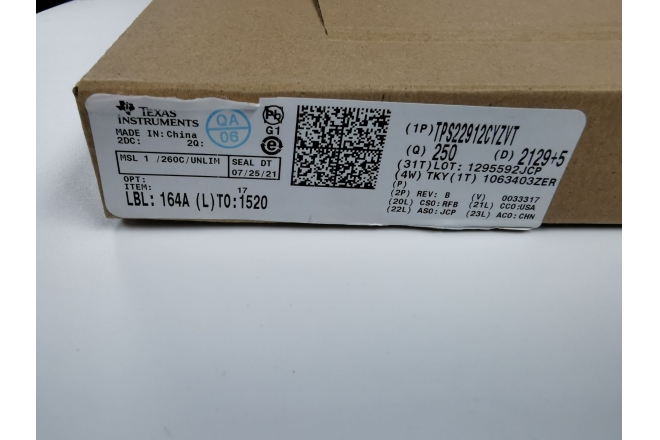 TEXAS
INSTRUMENTS
MADE IN: China
2DC: 2Q:
QA
06
Pb
G1
e
MSL 1 /260C/UNLIM
SEAL DT
07/25/21
OPT:
ITEM: 17
LBL: 164A (L)T0:1520
(1P)TPS22912CYZVT
(Q) 250 (D) 2129+5
(31T)LOT: 1295592JCP
(4W) TKY(1T) 1063403ZER
(P)
(2P) REV: B (V) 0033317
(20L) CSO:RFB (21L) CCO:USA
(22L) ASO:JCP (23L) ACO:CHN